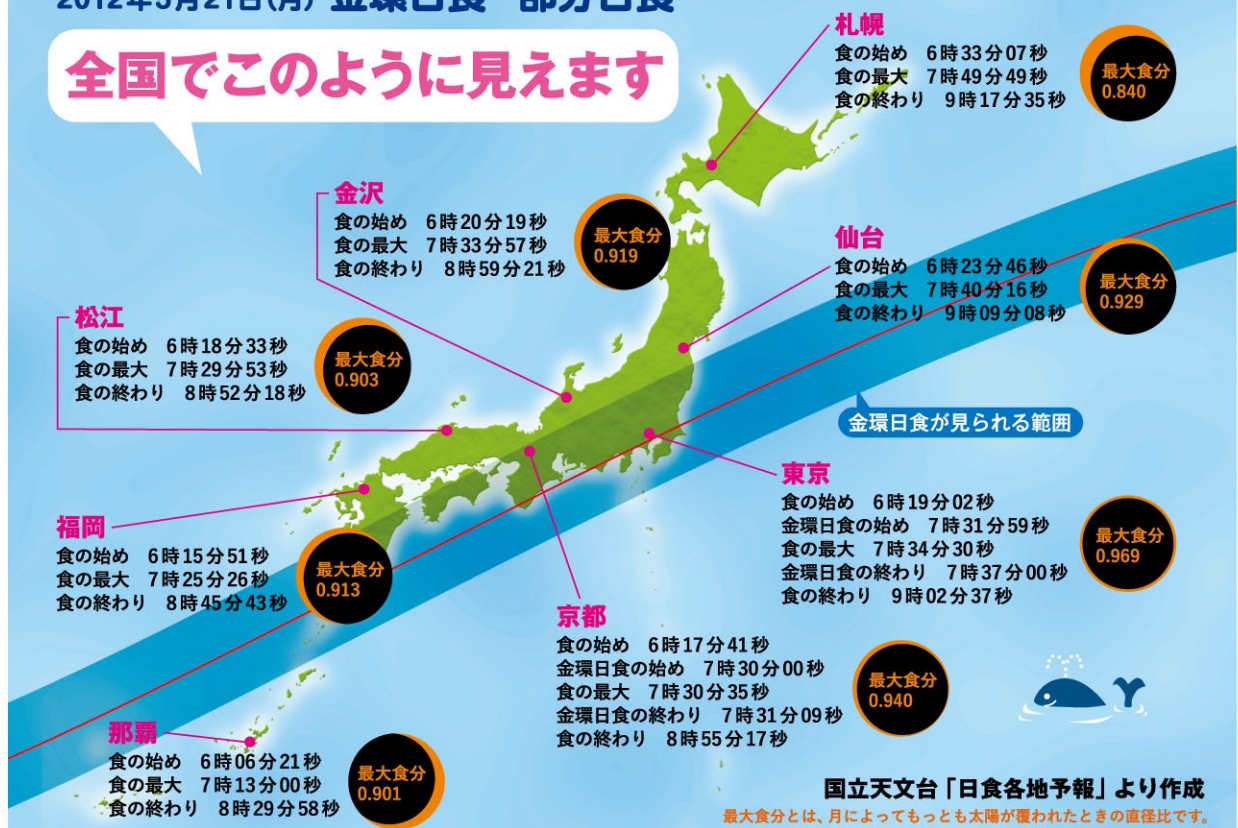 2012年5月21日(月) 金環日食 部分日食
全国でこのように見えます
札幌
食の始め 6時33分07秒
食の最大 7時49分49秒
食の終わり 9時17分35秒
最大食分
0.840
金沢
食の始め 6時20分19秒
食の最大 7時33分57秒
食の終わり 8時59分21秒
最大食分
0.919
仙台
食の始め 6時23分46秒
食の最大 7時40分16秒
食の終わり 9時09分08秒
最大食分
0.929
松江
食の始め 6時18分33秒
食の最大 7時29分53秒
食の終わり 8時52分18秒
最大食分
0.903
金環日食が見られる範囲
東京
食の始め 6時19分02秒
金環日食の始め 7時31分59秒
食の最大 7時34分30秒
金環日食の終わり 7時37分00秒
食の終わり 9時02分37秒
最大食分
0.969
福岡
食の始め 6時15分51秒
食の最大 7時25分26秒
食の終わり 8時45分43秒
最大食分
0.913
京都
食の始め 6時17分41秒
金環日食の始め 7時30分00秒
食の最大 7時30分35秒
金環日食の終わり 7時31分09秒
食の終わり 8時55分17秒
最大食分
0.940
那覇
食の始め 6時06分21秒
食の最大 7時13分00秒
食の終わり 8時29分58秒
最大食分
0.901
国立天文台「日食各地予報」より作成
最大食分とは、月によってもっとも太陽が覆われたときの直径比です。